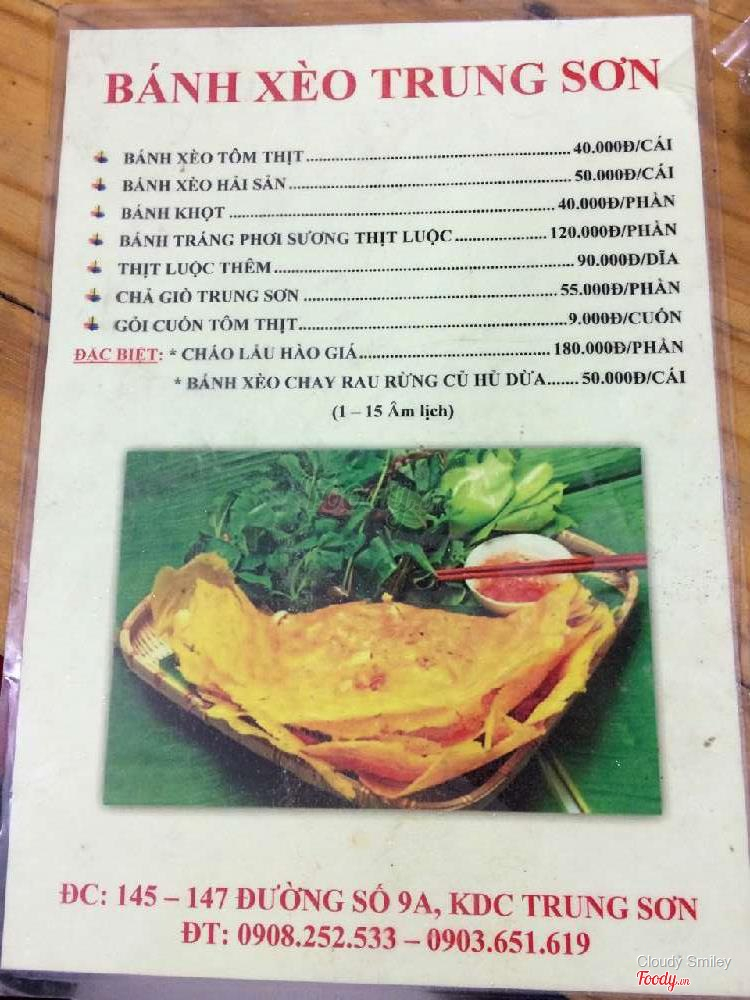 BÁNH XÈO TRUNG SƠN
BÁNH XÈO TÔM THỊT........................................40.000Đ/CÁI
BÁNH XÈO HẢI SẢN..........................................50.000Đ/CÁI
BÁNH KHỌT..................................................40.000Đ/PHẦN
BÁNH TRÁNG PHƠI SƯƠNG THỊT LUỘC..............120.000Đ/PHẦN
THỊT LUỘC THÊM.............................................90.000Đ/DĨA
CHẢ GIÒ TRUNG SƠN.......................................55.000Đ/PHẦN
GỎI CUỐN TÔM THỊT.........................................9.000Đ/CUỐN
ĐẶC BIỆT: * CHÁO LẨU HÀO GIÁ.............................180.000Đ/PHẦN
* BÁNH XÈO CHAY RAU RỪNG CỦ HỦ DỪA.......50.000Đ/CÁI
(1 – 15 Âm lịch)
ĐC: 145 – 147 ĐƯỜNG SỐ 9A, KDC TRUNG SƠN
ĐT: 0908.252.533 – 0903.651.619
Cloudy Smiley
Foody.vn